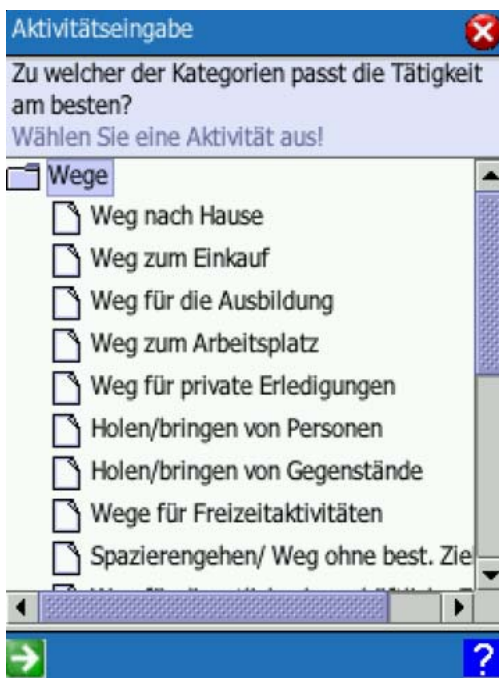 Aktivitätseingabe
Zu welcher der Kategorien passt die Tätigkeit
am besten?
Wählen Sie eine Aktivität aus!
Wege
Weg nach Hause
Weg zum Einkauf
Weg für die Ausbildung
Weg zum Arbeitsplatz
Weg für private Erledigungen
Holen/bringen von Personen
Holen/bringen von Gegenstände
Wege für Freizeitaktivitäten
Spazierengehen/ Weg ohne best. Zie
?